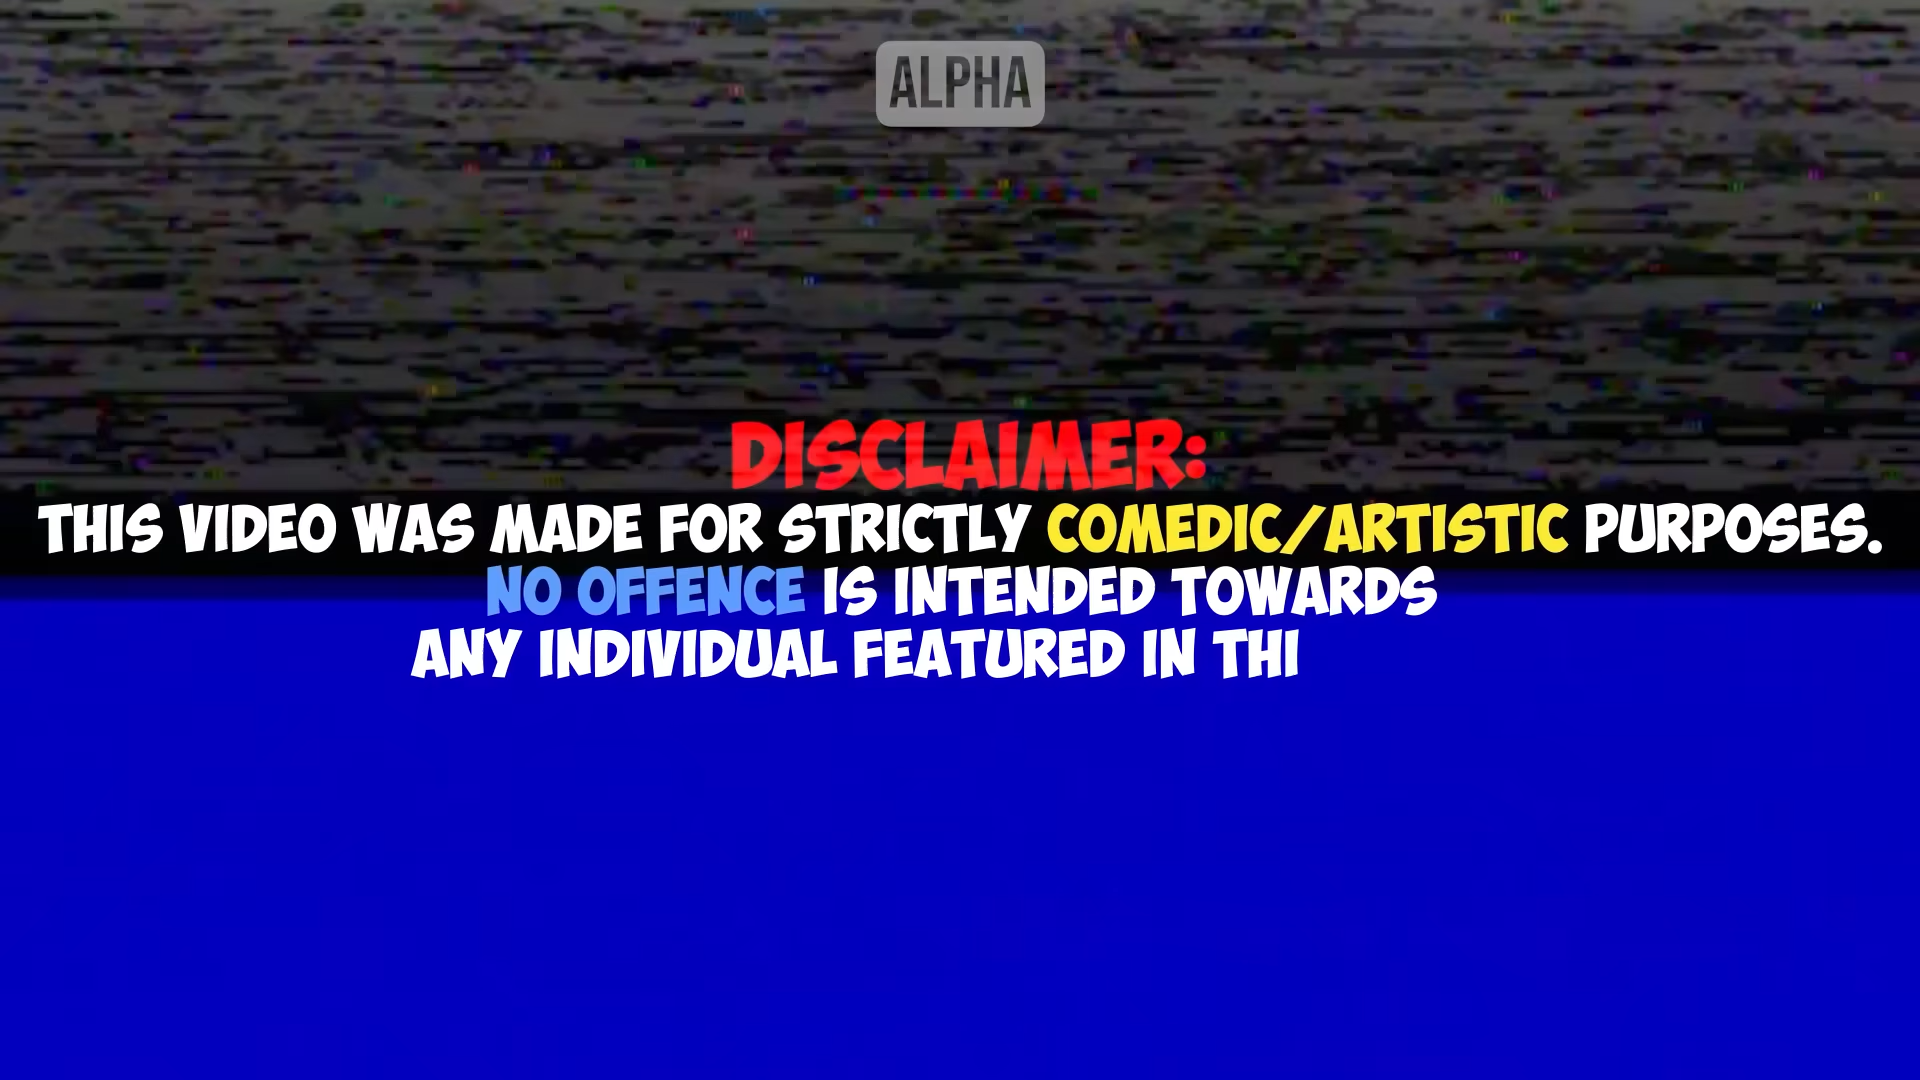 ALPHA
DISCLAIMER:
THIS VIDEO WAS MADE FOR STRICTLY COMEDIC/ARTISTIC PURPOSES.
NO OFFENCE IS INTENDED TOWARDS
ANY INDIVIDUAL FEATURED IN THI